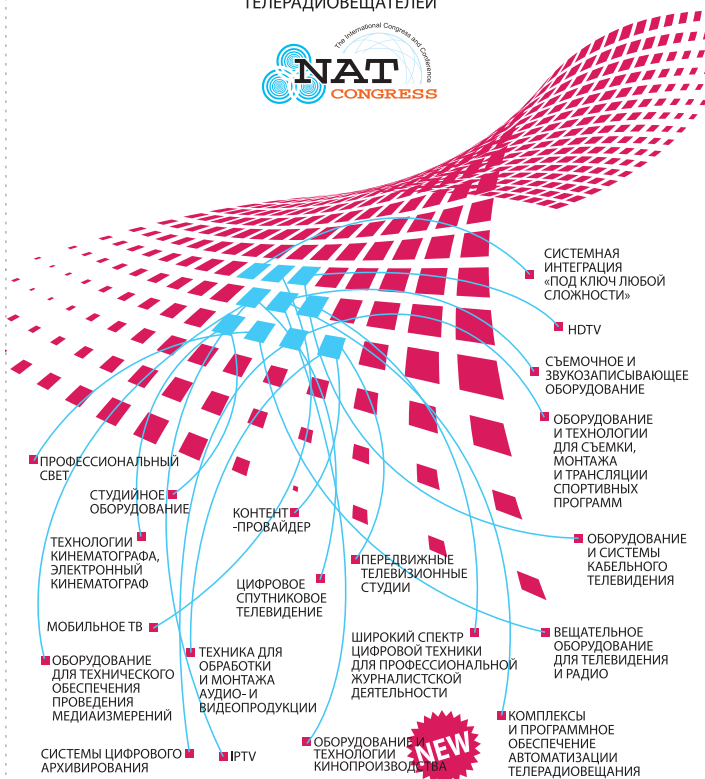 ТЕЛЕРАДИОВЕЩАТЕЛЕЙ
The International Congress and Conference
NAT
CONGRESS
СИСТЕМНАЯ
ИНТЕГРАЦИЯ
«ПОД КЛЮЧ ЛЮБОЙ
СЛОЖНОСТИ»
HDTV
СЪЕМОЧНОЕ И
ЗВУКОЗАПИСЫВАЮЩЕЕ
ОБОРУДОВАНИЕ
ОБОРУДОВАНИЕ
И ТЕХНОЛОГИИ
ДЛЯ СЪЕМКИ,
МОНТАЖА
И ТРАНСЛЯЦИИ
СПОРТИВНЫХ
ПРОГРАММ
ПРОФЕССИОНАЛЬНЫЙ
СВЕТ
СТУДИЙНОЕ
ОБОРУДОВАНИЕ
КОНТЕНТ
-ПРОВАЙДЕР
ТЕХНОЛОГИИ
КИНЕМАТОГРАФА,
ЭЛЕКТРОННЫЙ
КИНЕМАТОГРАФ
ОБОРУДОВАНИЕ
И СИСТЕМЫ
КАБЕЛЬНОГО
ТЕЛЕВИДЕНИЯ
ПЕРЕДВИЖНЫЕ
ТЕЛЕВИЗИОННЫЕ
СТУДИИ
ЦИФРОВОЕ
СПУТНИКОВОЕ
ТЕЛЕВИДЕНИЕ
МОБИЛЬНОЕ ТВ
ШИРОКИЙ СПЕКТР
ЦИФРОВОЙ ТЕХНИКИ
ДЛЯ ПРОФЕССИОНАЛЬНОЙ
ЖУРНАЛИСТСКОЙ
ДЕЯТЕЛЬНОСТИ
ВЕЩАТЕЛЬНОЕ
ОБОРУДОВАНИЕ
ДЛЯ ТЕЛЕВИДЕНИЯ
И РАДИО
ОБОРУДОВАНИЕ
ДЛЯ ТЕХНИЧЕСКОГО
ОБЕСПЕЧЕНИЯ
ПРОВЕДЕНИЯ
МЕДИАИЗМЕРЕНИЙ
ТЕХНИКА ДЛЯ
ОБРАБОТКИ
И МОНТАЖА
АУДИО- И
ВИДЕОПРОДУКЦИИ
СИСТЕМЫ ЦИФРОВОГО
АРХИВИРОВАНИЯ
IPTV
ОБОРУДОВАНИЕ И
ТЕХНОЛОГИИ
КИНОПРОИЗВОДСТВА
NEW
КОМПЛЕКСЫ
И ПРОГРАММНОЕ
ОБЕСПЕЧЕНИЕ
АВТОМАТИЗАЦИИ
ТЕЛЕРАДИОВЕЩАНИЯ